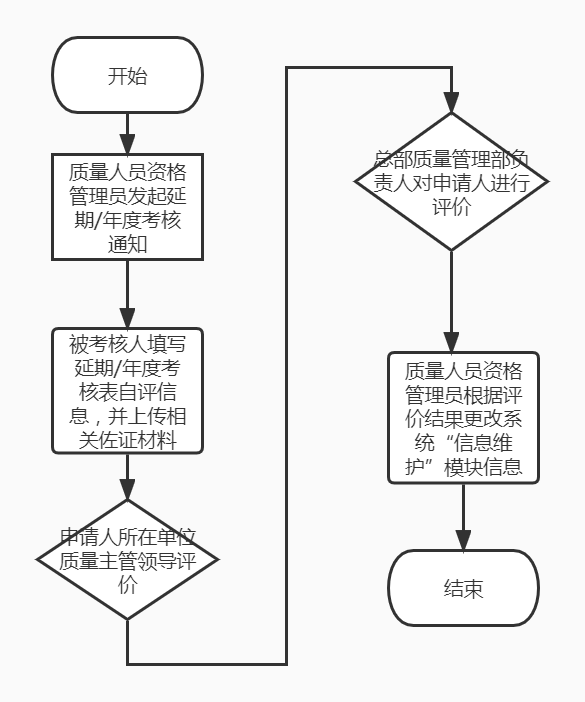 开始
质量人员资格
管理员发起延
期/年度考核
通知
被考核人填写
延期/年度考
核表自评信
息，并上传相
关佐证材料
申请人所在单位
质量主管领导评
价
总部质量管理部负
责人对申请人进行
评价
质量人员资格
管理员根据评
价结果更改系
统“信息维
护”模块信息
结束